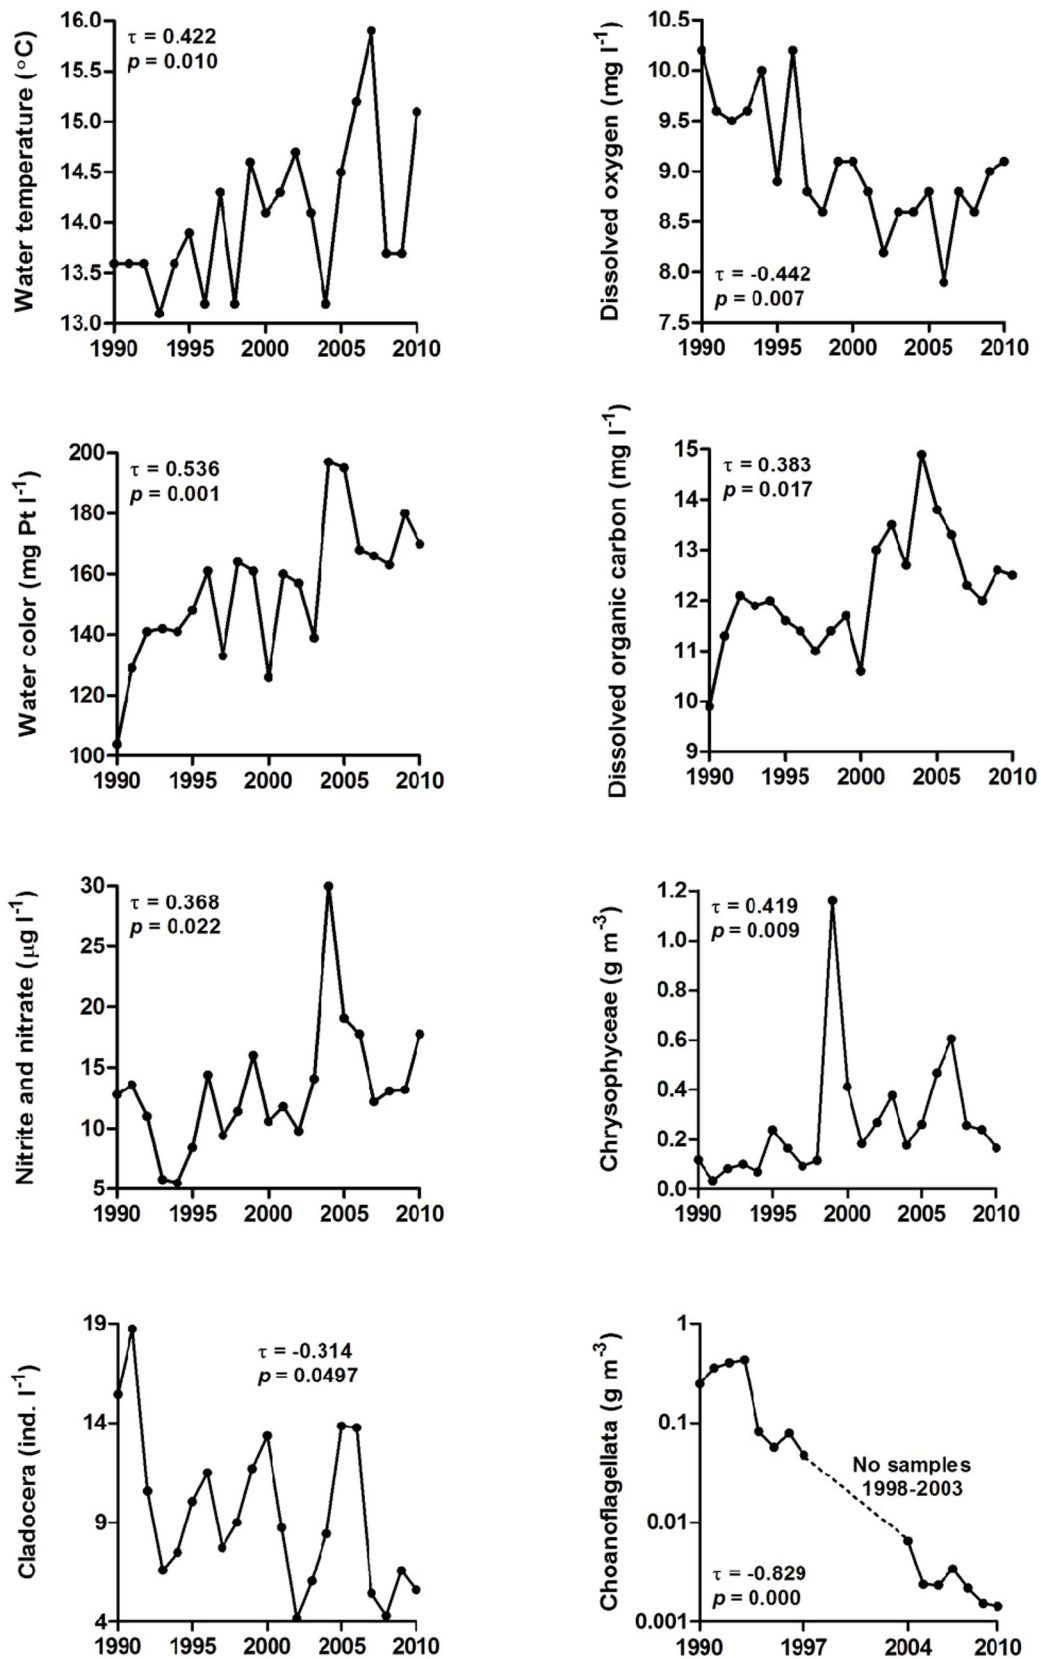 Water temperature (°C)
16.0
15.5
15.0
14.5
14.0
13.5
13.0
τ = 0.422
p = 0.010
1990 1995 2000 2005 2010
Dissolved oxygen (mg l-1)
10.5
10.0
9.5
9.0
8.5
8.0
7.5
τ = -0.442
p = 0.007
1990 1995 2000 2005 2010
Water color (mg Pt l-1)
200
180
160
140
120
100
τ = 0.536
p = 0.001
1990 1995 2000 2005 2010
Dissolved organic carbon (mg l-1)
15
14
13
12
11
10
9
τ = 0.383
p = 0.017
1990 1995 2000 2005 2010
Nitrite and nitrate (µg l-1)
30
25
20
15
10
5
τ = 0.368
p = 0.022
1990 1995 2000 2005 2010
Chrysophyceae (g m-3)
1.2
1.0
0.8
0.6
0.4
0.2
0.0
τ = 0.419
p = 0.009
1990 1995 2000 2005 2010
Cladocera (ind. l-1)
19
14
9
4
τ = -0.314
p = 0.0497
1990 1995 2000 2005 2010
Choanoflagellata (g m-3)
1
0.1
0.01
0.001
No samples
1998-2003
τ = -0.829
p = 0.000
1990 1997 2004 2010